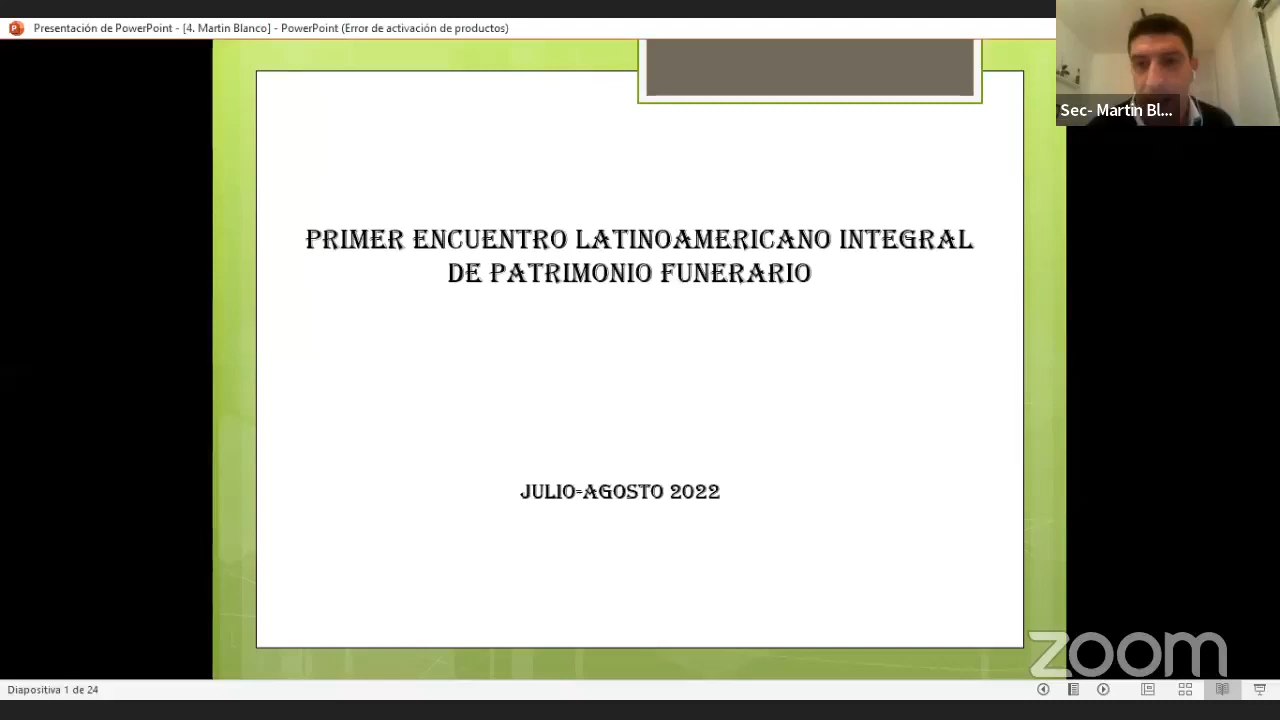 Presentación de PowerPoint - [4. Martin Blanco] - PowerPoint (Error de activación de productos)
Sec- Martin Bl...
PRIMER ENCUENTRO LATINOAMERICANO INTEGRAL
DE PATRIMONIO FUNERARIO
JULIO-AGOSTO 2022
zoom
Diapositiva 1 de 24